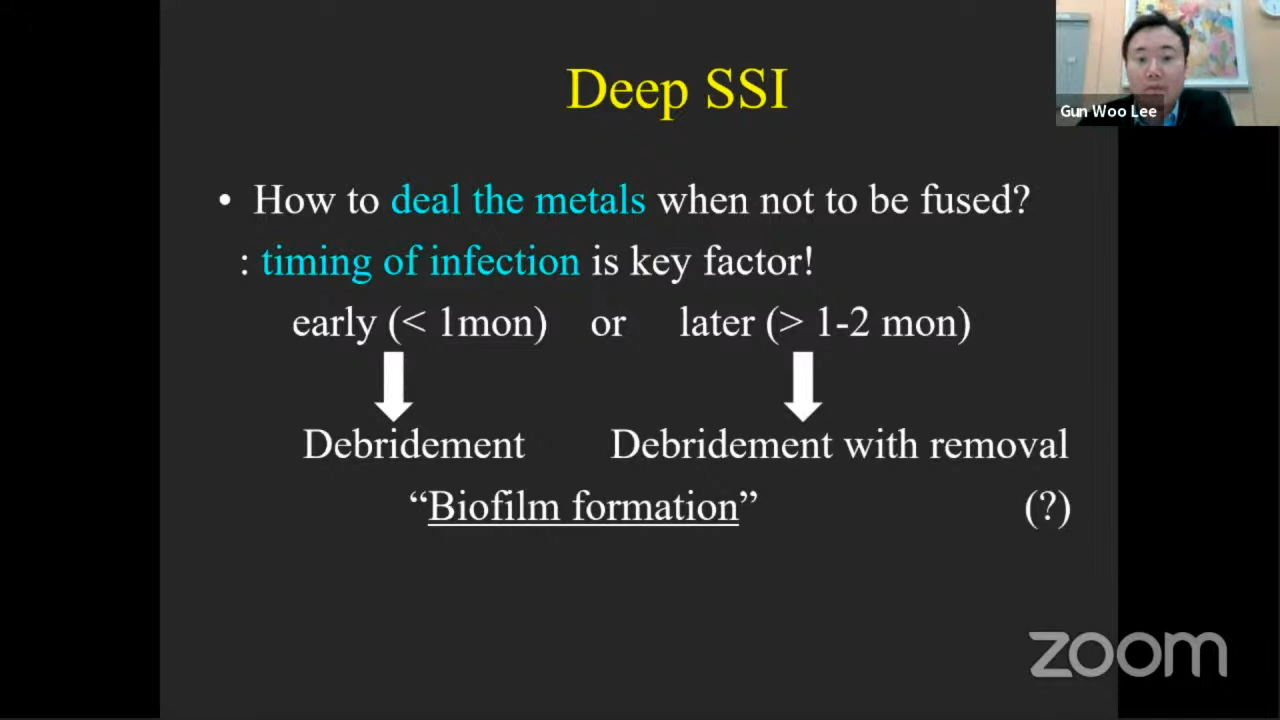 Deep SSI
Gun Woo Lee
• How to deal the metals when not to be fused?
: timing of infection is key factor!
early (< 1mon) or later (> 1-2 mon)
Debridement Debridement with removal
“Biofilm formation” (?)
zoom